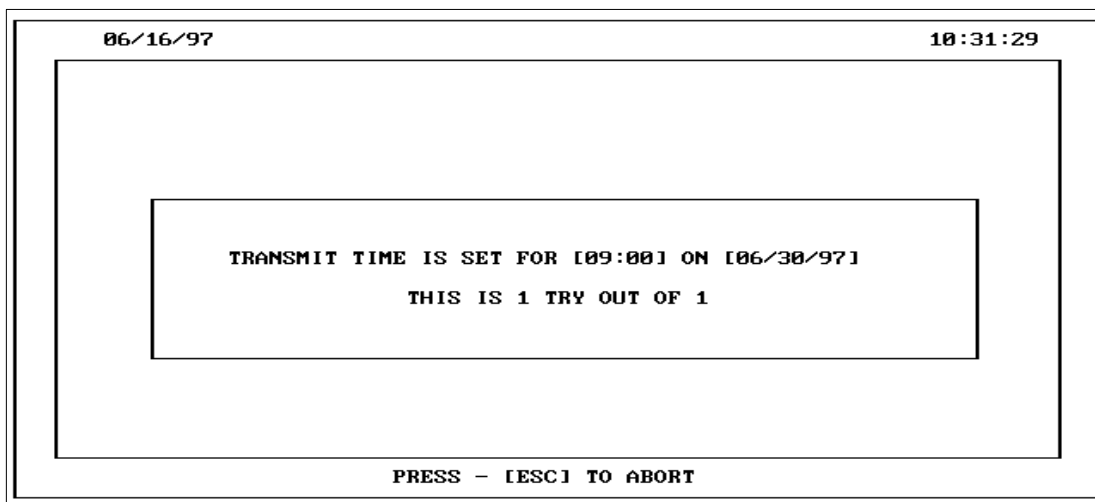 06/16/97 10:31:29
TRANSMIT TIME IS SET FOR [09:00] ON [06/30/97]
THIS IS 1 TRY OUT OF 1
PRESS - [ESC] TO ABORT